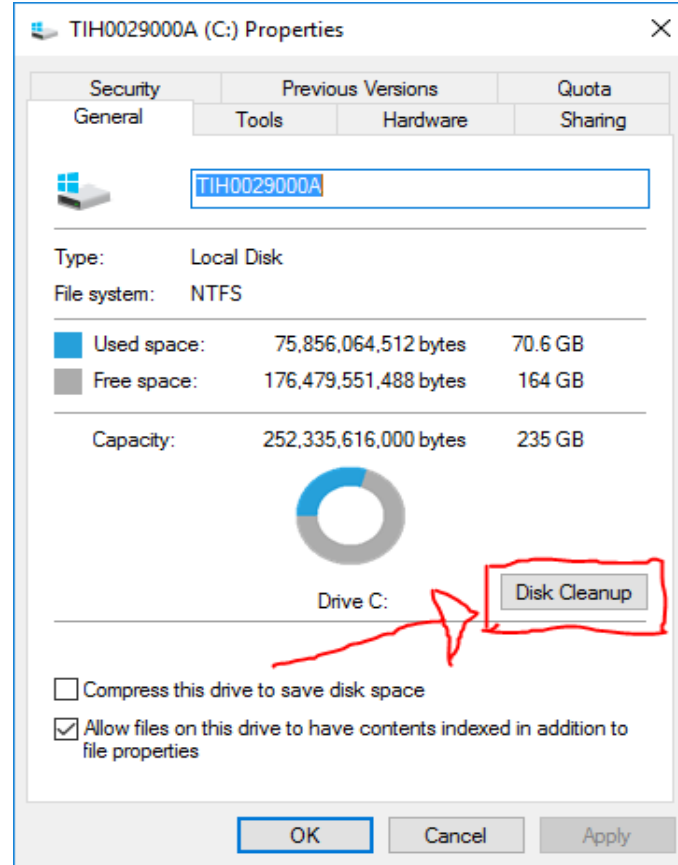 TIH0029000A (C:) Properties
Security Previous Versions Quota
General Tools Hardware Sharing
TIH0029000A
Type: Local Disk
File system: NTFS
Used space: 75,856,064,512 bytes 70.6 GB
Free space: 176,479,551,488 bytes 164 GB
Capacity: 252,335,616,000 bytes 235 GB
Drive C: Disk Cleanup
Compress this drive to save disk space
Allow files on this drive to have contents indexed in addition to
file properties
OK Cancel Apply